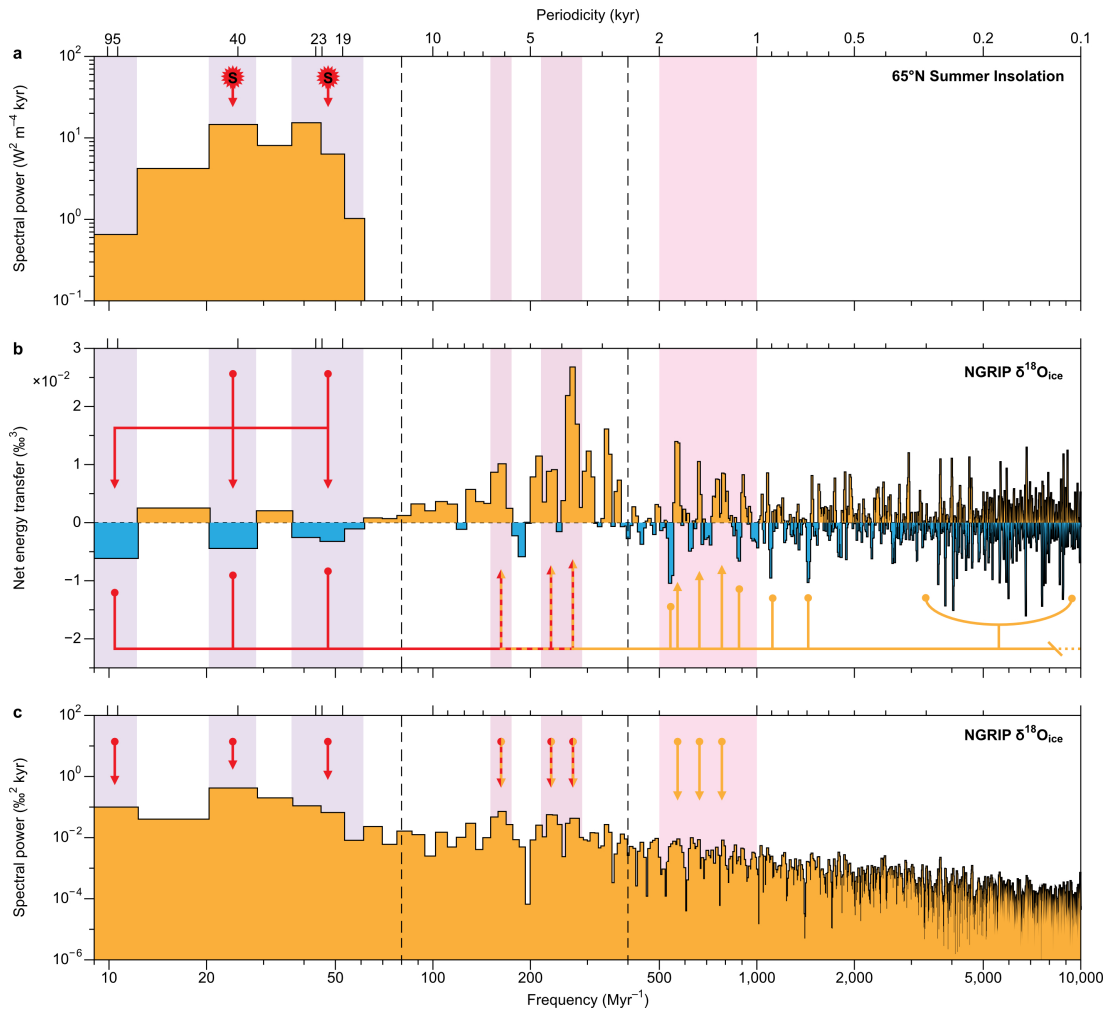 Periodicity (kyr)
95 40 23 19 10 5 2 1 0.5 0.2 0.1
a
65°N Summer Insolation
S S
Spectral power (W² m⁻⁴ kyr)
10²
10¹
10⁰
10⁻¹
b
NGRIP δ¹⁸Oᵢcₑ
Net energy transfer (‰³)
×10⁻²
3
2
1
0
−1
−2
c
NGRIP δ¹⁸Oᵢcₑ
Spectral power (‰² kyr)
10²
10⁰
10⁻²
10⁻⁴
10⁻⁶
10 20 50 100 200 500 1,000 2,000 5,000 10,000
Frequency (Myr⁻¹)